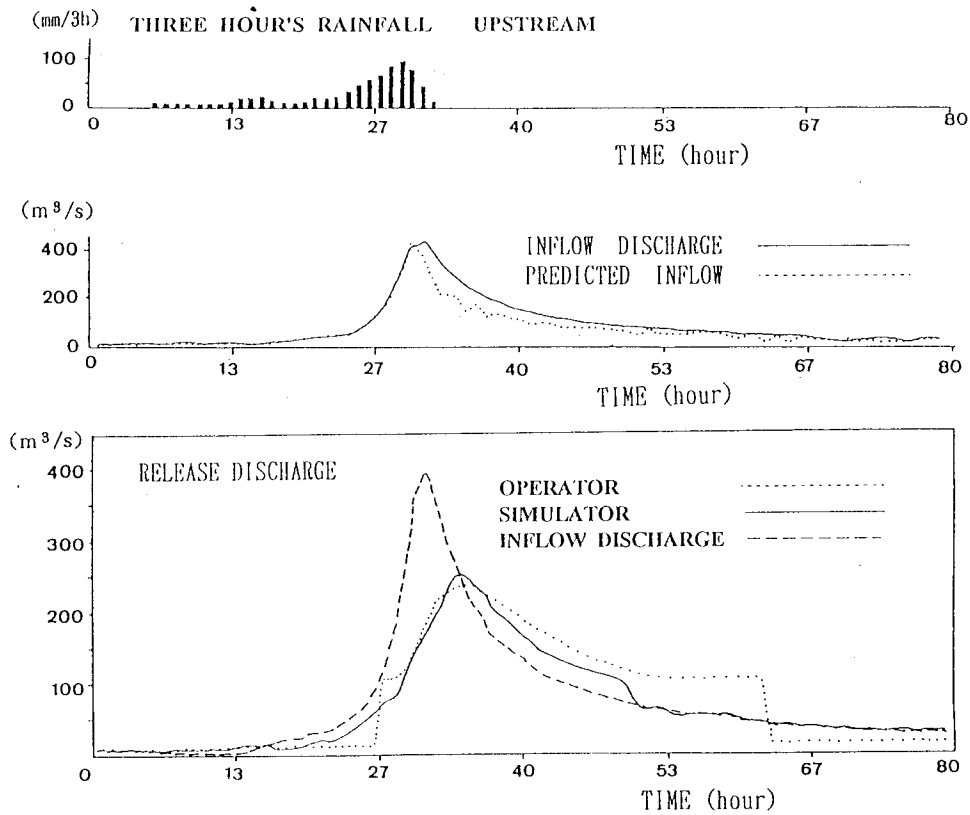 (mm/3h) THREE HOUR'S RAINFALL UPSTREAM
100
0
0 13 27 40 53 67 80
TIME (hour)
(m³/s)
400
200
0
INFLOW DISCHARGE
PREDICTED INFLOW
13 27 40 53 67 80
TIME (hour)
(m³/s)
400
300
200
100
0 13 27 40 53 67 80
RELEASE DISCHARGE
OPERATOR
SIMULATOR
INFLOW DISCHARGE
TIME (hour)